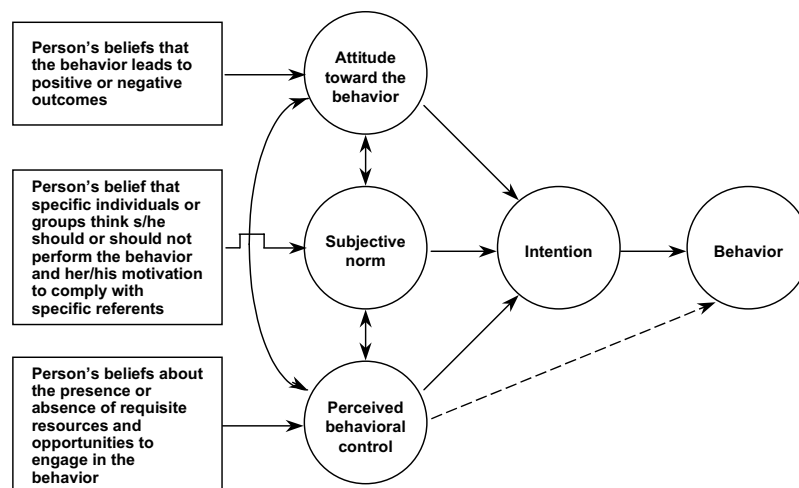 Person's beliefs that
the behavior leads to
positive or negative
outcomes
Attitude
toward the
behavior
Person's belief that
specific individuals or
groups think s/he
should or should not
perform the behavior
and her/his motivation
to comply with
specific referents
Subjective
norm
Intention
Behavior
Person's beliefs about
the presence or
absence of requisite
resources and
opportunities to
engage in the
behavior
Perceived
behavioral
control